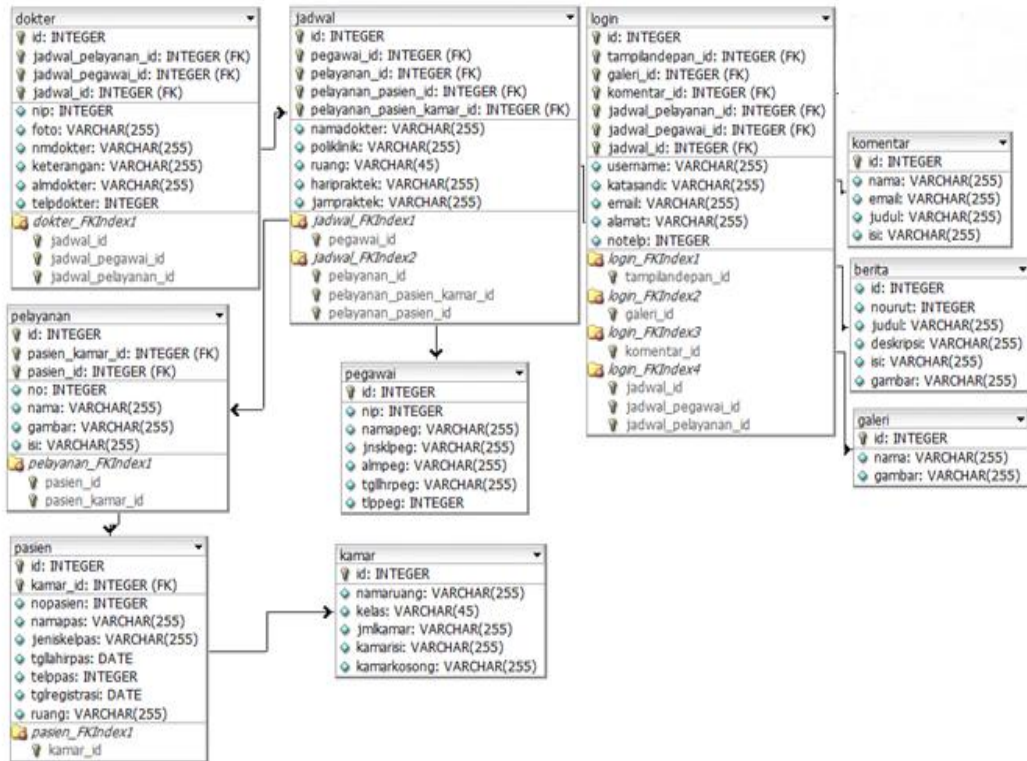 dokter
id: INTEGER
jadwal_pelayanan_id: INTEGER (FK)
jadwal_pegawai_id: INTEGER (FK)
jadwal_id: INTEGER (FK)
nip: INTEGER
foto: VARCHAR(255)
nmdokter: VARCHAR(255)
keterangan: VARCHAR(255)
almdokter: VARCHAR(255)
telpdokter: INTEGER
dokter_FKIndex1
jadwal_id
jadwal_pegawai_id
jadwal_pelayanan_id
jadwal
id: INTEGER
pegawai_id: INTEGER (FK)
pelayanan_id: INTEGER (FK)
pelayanan_pasien_id: INTEGER (FK)
pelayanan_pasien_kamar_id: INTEGER (FK)
namadokter: VARCHAR(255)
poliklinik: VARCHAR(255)
ruang: VARCHAR(45)
haripraktek: VARCHAR(255)
jampraktek: VARCHAR(255)
jadwal_FKIndex1
pegawai_id
jadwal_FKIndex2
pelayanan_id
pelayanan_pasien_kamar_id
pelayanan_pasien_id
login
id: INTEGER
tampilandepan_id: INTEGER (FK)
galeri_id: INTEGER (FK)
komentar_id: INTEGER (FK)
jadwal_pelayanan_id: INTEGER (FK)
jadwal_pegawai_id: INTEGER (FK)
jadwal_id: INTEGER (FK)
username: VARCHAR(255)
katasandi: VARCHAR(255)
email: VARCHAR(255)
alamat: VARCHAR(255)
notelp: INTEGER
login_FKIndex1
tampilandepan_id
login_FKIndex2
galeri_id
login_FKIndex3
komentar_id
login_FKIndex4
jadwal_id
jadwal_pegawai_id
jadwal_pelayanan_id
komentar
id: INTEGER
nama: VARCHAR(255)
email: VARCHAR(255)
judul: VARCHAR(255)
isi: VARCHAR(255)
berita
id: INTEGER
nourut: INTEGER
judul: VARCHAR(255)
deskripsi: VARCHAR(255)
isi: VARCHAR(255)
gambar: VARCHAR(255)
galeri
id: INTEGER
nama: VARCHAR(255)
gambar: VARCHAR(255)
pelayanan
id: INTEGER
pasien_kamar_id: INTEGER (FK)
pasien_id: INTEGER (FK)
no: INTEGER
nama: VARCHAR(255)
gambar: VARCHAR(255)
isi: VARCHAR(255)
pelayanan_FKIndex1
pasien_id
pasien_kamar_id
pegawai
id: INTEGER
nip: INTEGER
namapeg: VARCHAR(255)
jnsklpeg: VARCHAR(255)
almpeg: VARCHAR(255)
tgllhrpeg: VARCHAR(255)
tlppeg: INTEGER
pasien
id: INTEGER
kamar_id: INTEGER (FK)
nopasien: INTEGER
namapas: VARCHAR(255)
jeniskelpas: VARCHAR(255)
tgllahirpas: DATE
telppas: INTEGER
tglregistrasi: DATE
ruang: VARCHAR(255)
pasien_FKIndex1
kamar_id
kamar
id: INTEGER
namaruang: VARCHAR(255)
kelas: VARCHAR(45)
jmlkamar: VARCHAR(255)
kamarisi: VARCHAR(255)
kamarkosong: VARCHAR(255)